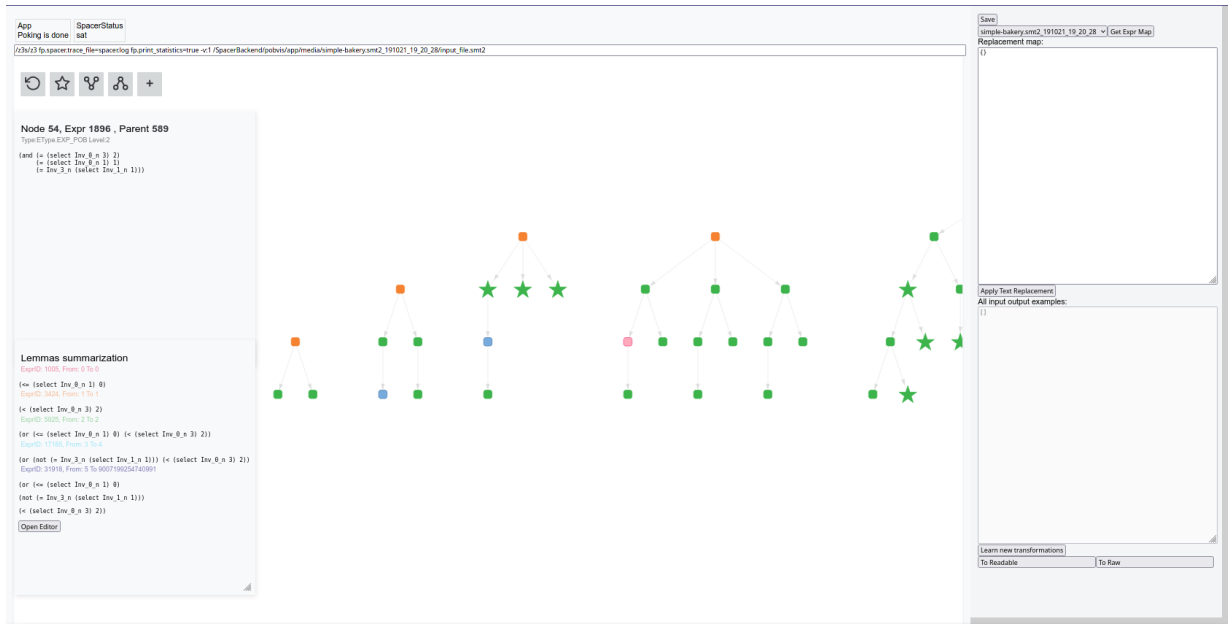 App
Poking is done
SpacerStatus
sat
/z3s/z3 fp.spacer.trace_file=spacer.log fp.print_statistics=true -v:1 /SpacerBackend/pobvis/app/media/simple-bakery.smt2_191021_19_20_28/input_file.smt2
+
Node 54, Expr 1896 , Parent 589
Type:EType.EXP_POB Level:2
(and (= (select Inv_0_n 3) 2)
(= (select Inv_0_n 1) 1)
(= Inv_3_n (select Inv_1_n 1)))
Lemmas summarization
ExprID: 1005, From: 0 To 0
(<= (select Inv_0_n 1) 0)
ExprID: 3424, From: 1 To 1
(< (select Inv_0_n 3) 2)
ExprID: 5925, From: 2 To 2
(or (<= (select Inv_0_n 1) 0) (< (select Inv_0_n 3) 2))
From: 3 To 4
(or (not (= Inv_3_n (select Inv_1_n 1))) (< (select Inv_0_n 3) 2))
ExprID: 31918, From: 5 To 9007199254740991
(or (<= (select Inv_0_n 1) 0)
(not (= Inv_3_n (select Inv_1_n 1)))
(< (select Inv_0_n 3) 2))
Open Editor
Save
simple-bakery.smt2_191021_19_20_28
Get Expr Map
Replacement map:
{}
Apply Text Replacement
All input output examples:
[]
Learn new transformations
To Readable
To Raw